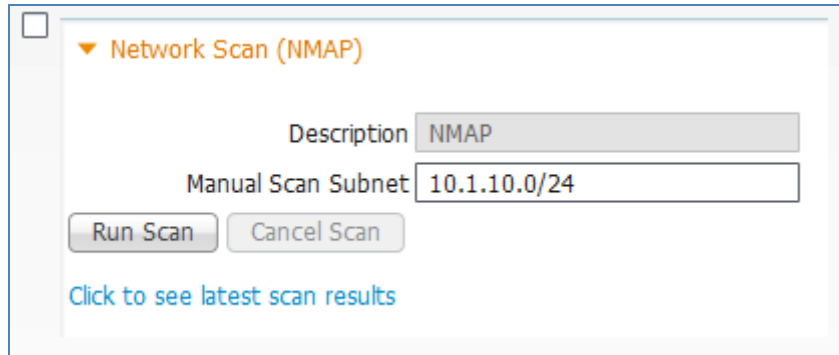 Network Scan (NMAP)
Description NMAP
Manual Scan Subnet 10.1.10.0/24
Run Scan Cancel Scan
Click to see latest scan results